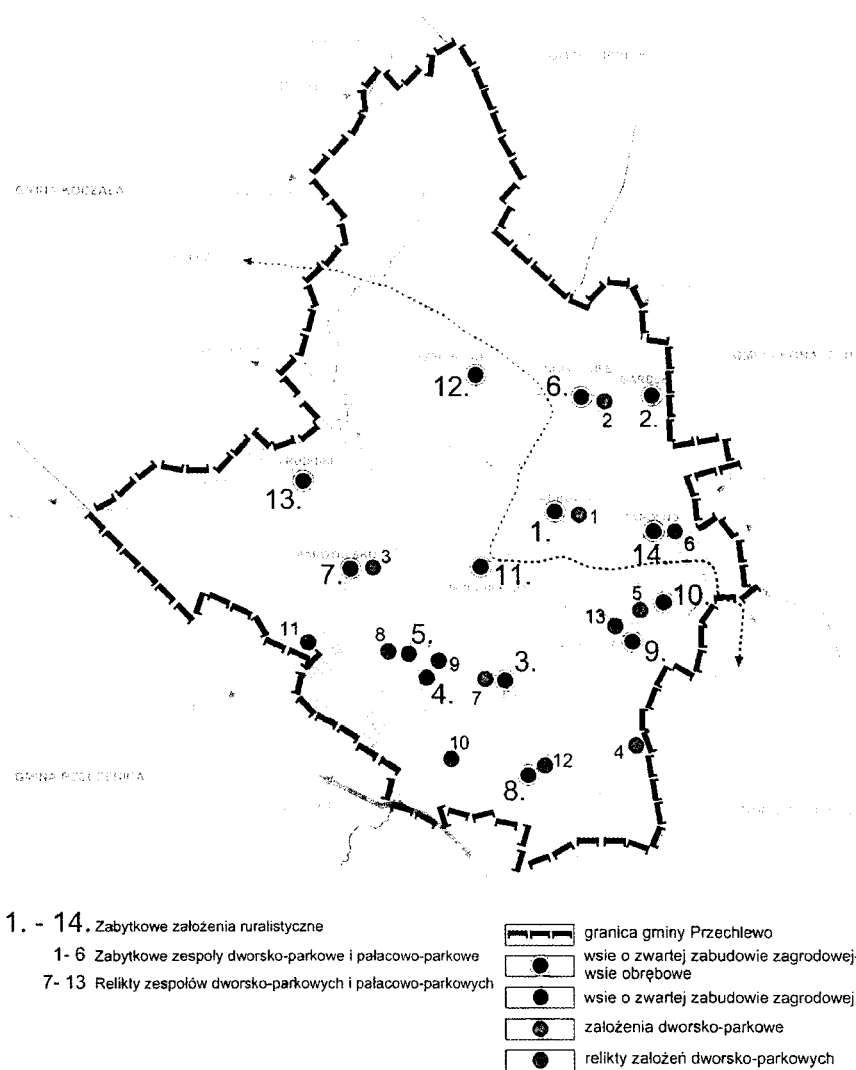 GMINA KOCZAŁA
12.
6.
2
2.
13.
1.
1
14.
6
7.
3
11.
5
10.
13
9.
11
8
5.
9
4.
7
3.
10
12
8.
4
GMINA RZECZENICA
1. - 14. Zabytkowe założenia ruralistyczne
1- 6 Zabytkowe zespoły dworsko-parkowe i pałacowo-parkowe
7- 13 Relikty zespołów dworsko-parkowych i pałacowo-parkowych
granica gminy Przechlewo
wsie o zwartej zabudowie zagrodowej-
wsie obrębowe
wsie o zwartej zabudowie zagrodowej
założenia dworsko-parkowe
relikty założeń dworsko-parkowych